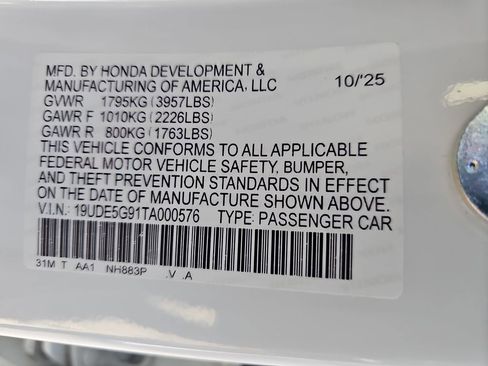 MFD. BY HONDA DEVELOPMENT &
MANUFACTURING OF AMERICA, LLC 10/'25
GVWR 1795KG (3957LBS)
GAWR F 1010KG (2226LBS)
GAWR R 800KG (1763LBS)
THIS VEHICLE CONFORMS TO ALL APPLICABLE
FEDERAL MOTOR VEHICLE SAFETY, BUMPER,
AND THEFT PREVENTION STANDARDS IN EFFECT
ON THE DATE OF MANUFACTURE SHOWN ABOVE.
V.I.N.: 19UDE5G91TA000576 TYPE: PASSENGER CAR
31M T AA1 NH883P .V .A